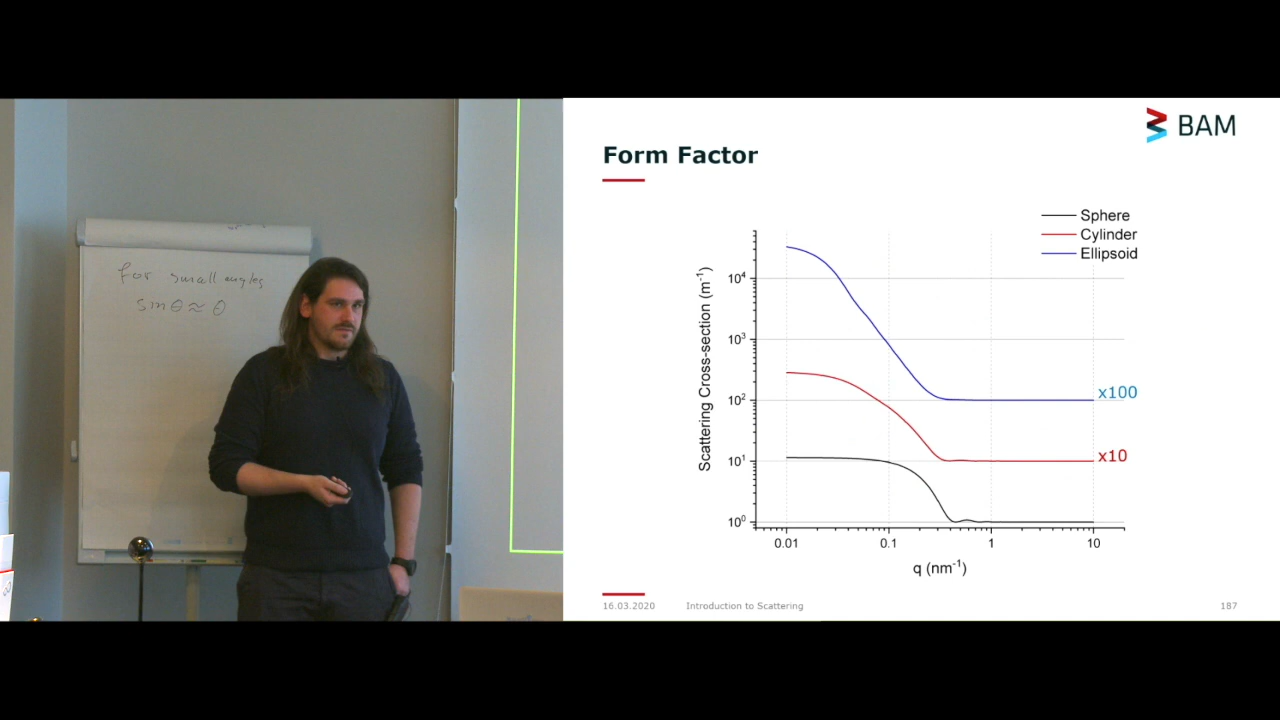 for small angles
sin θ ≈ θ
BAM
Form Factor
Sphere
Cylinder
Ellipsoid
Scattering Cross-section (m⁻¹)
10⁴
10³
10²
10¹
10⁰
x100
x10
0.01 0.1 1 10
q (nm⁻¹)
16.03.2020 Introduction to Scattering 187